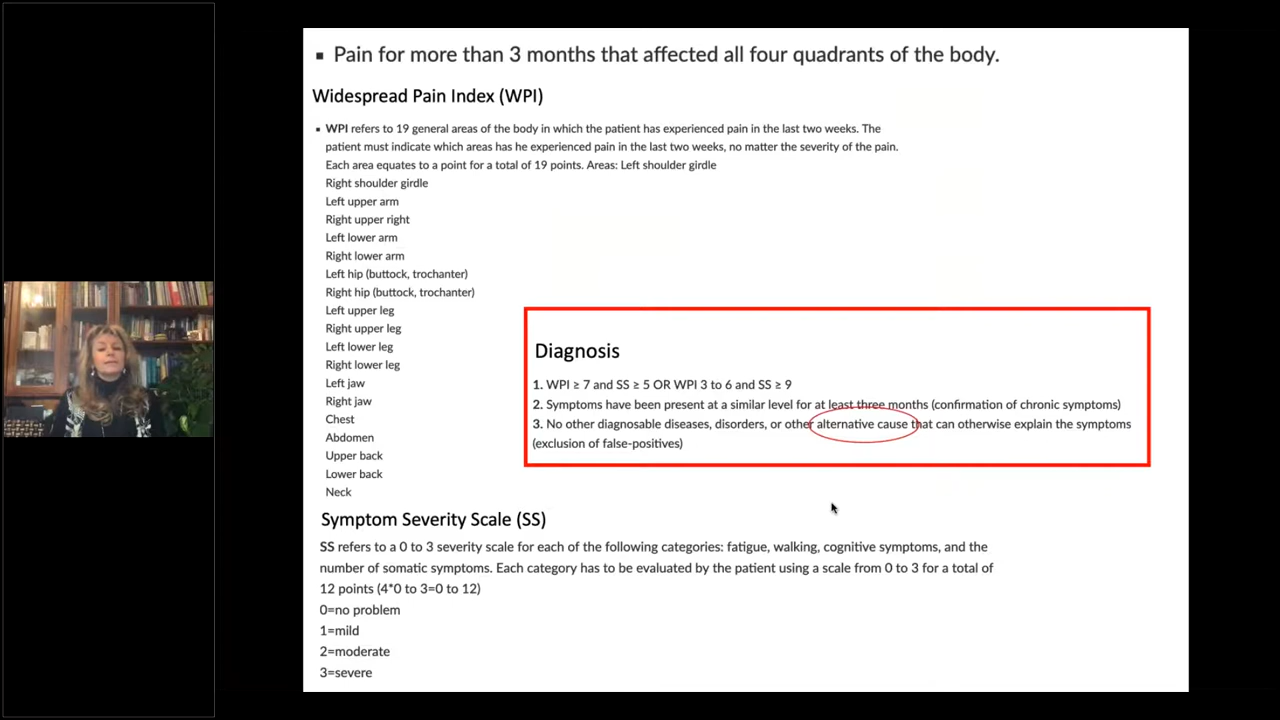 ▪ Pain for more than 3 months that affected all four quadrants of the body.
Widespread Pain Index (WPI)
▪ WPI refers to 19 general areas of the body in which the patient has experienced pain in the last two weeks. The
patient must indicate which areas has he experienced pain in the last two weeks, no matter the severity of the pain.
Each area equates to a point for a total of 19 points. Areas: Left shoulder girdle
Right shoulder girdle
Left upper arm
Right upper right
Left lower arm
Right lower arm
Left hip (buttock, trochanter)
Right hip (buttock, trochanter)
Left upper leg
Right upper leg
Left lower leg
Right lower leg
Left jaw
Right jaw
Chest
Abdomen
Upper back
Lower back
Neck
Diagnosis
1. WPI ≥ 7 and SS ≥ 5 OR WPI 3 to 6 and SS ≥ 9
2. Symptoms have been present at a similar level for at least three months (confirmation of chronic symptoms)
3. No other diagnosable diseases, disorders, or other alternative cause that can otherwise explain the symptoms
(exclusion of false-positives)
Symptom Severity Scale (SS)
SS refers to a 0 to 3 severity scale for each of the following categories: fatigue, walking, cognitive symptoms, and the
number of somatic symptoms. Each category has to be evaluated by the patient using a scale from 0 to 3 for a total of
12 points (4*0 to 3=0 to 12)
0=no problem
1=mild
2=moderate
3=severe